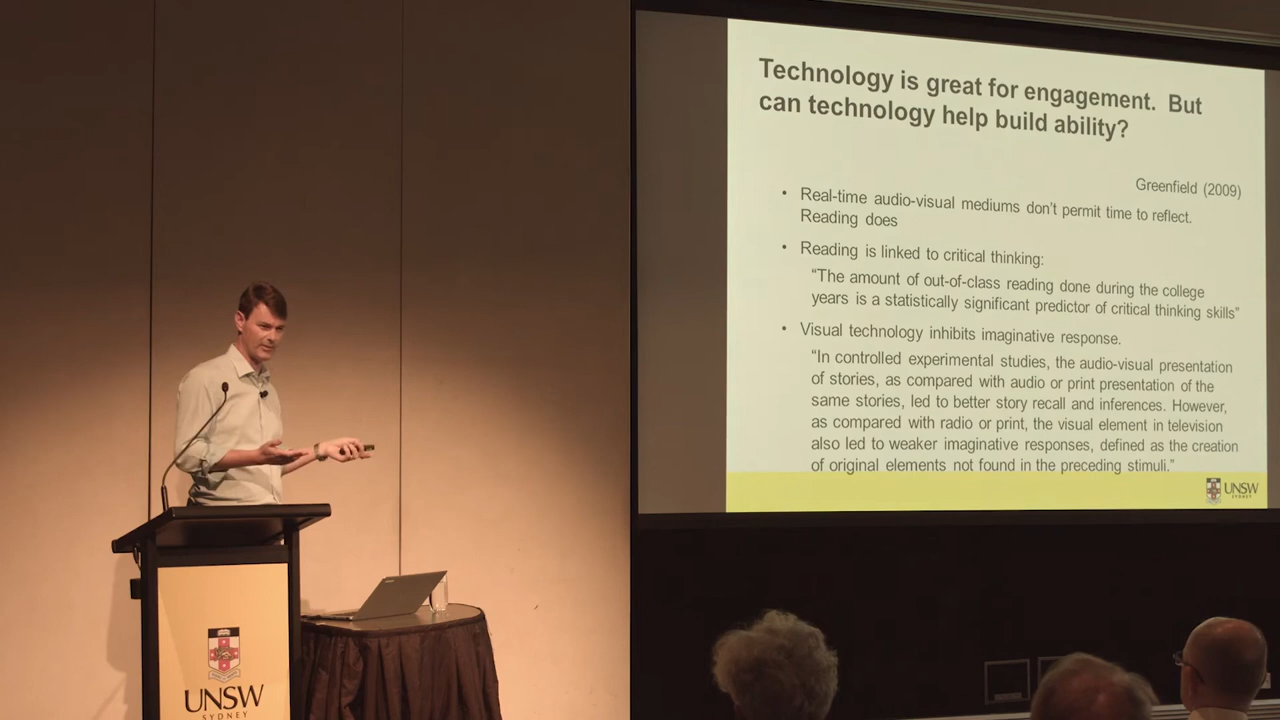 Technology is great for engagement. But
can technology help build ability?
Greenfield (2009)
• Real-time audio-visual mediums don't permit time to reflect.
Reading does
• Reading is linked to critical thinking:
“The amount of out-of-class reading done during the college
years is a statistically significant predictor of critical thinking skills”
• Visual technology inhibits imaginative response.
“In controlled experimental studies, the audio-visual presentation
of stories, as compared with audio or print presentation of the
same stories, led to better story recall and inferences. However,
as compared with radio or print, the visual element in television
also led to weaker imaginative responses, defined as the creation
of original elements not found in the preceding stimuli.”
UNSW
SYDNEY
UNSW
SYDNEY